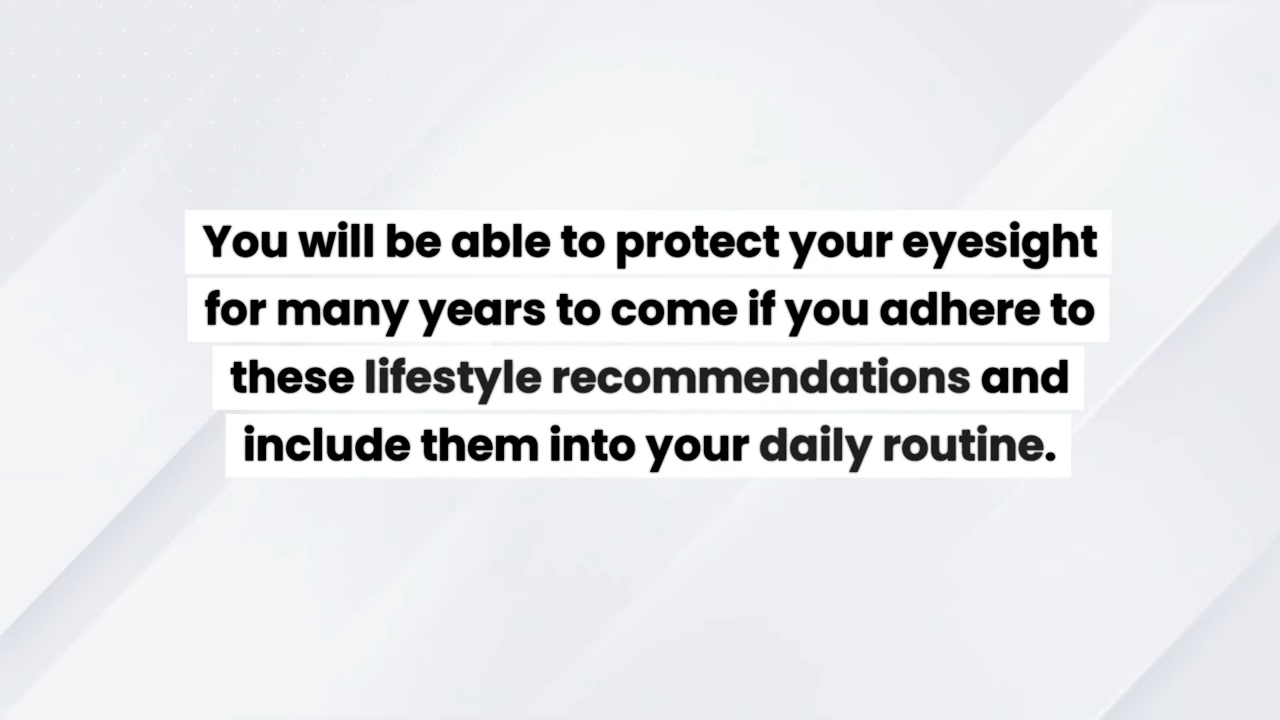 You will be able to protect your eyesight
for many years to come if you adhere to
these lifestyle recommendations and
include them into your daily routine.